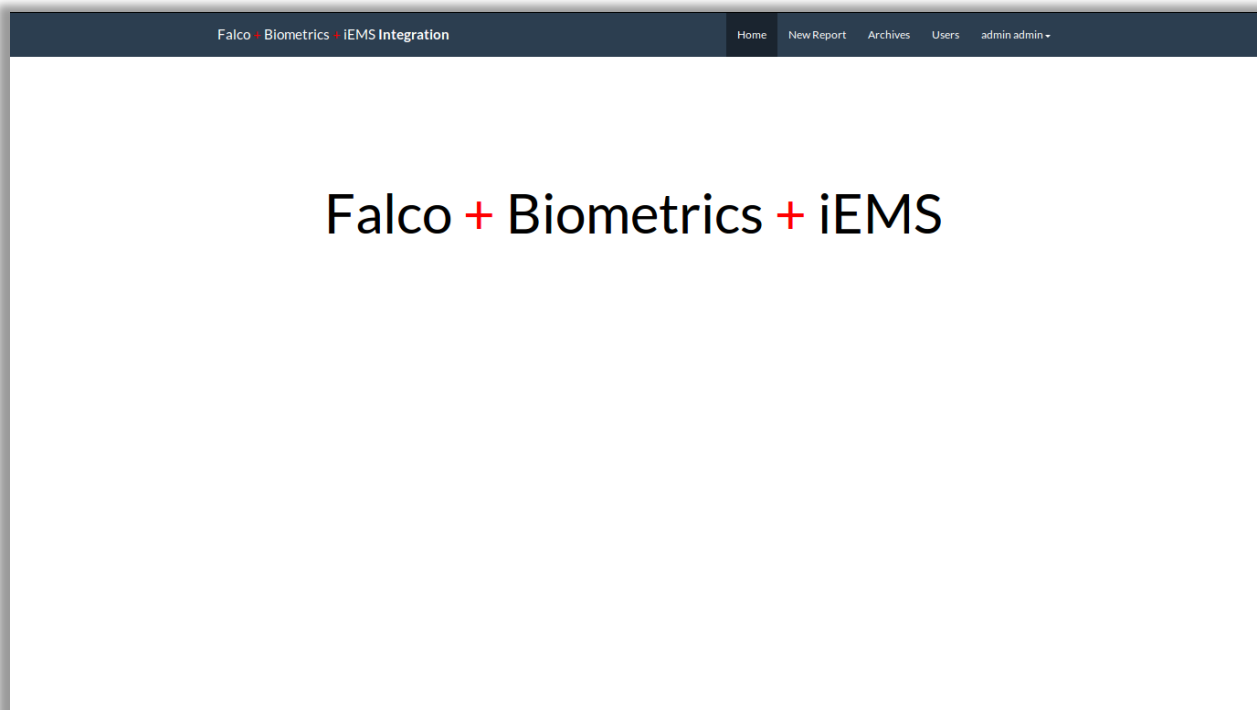 Falco + Biometrics + iEMS Integration Home New Report Archives Users admin admin
Falco + Biometrics + iEMS